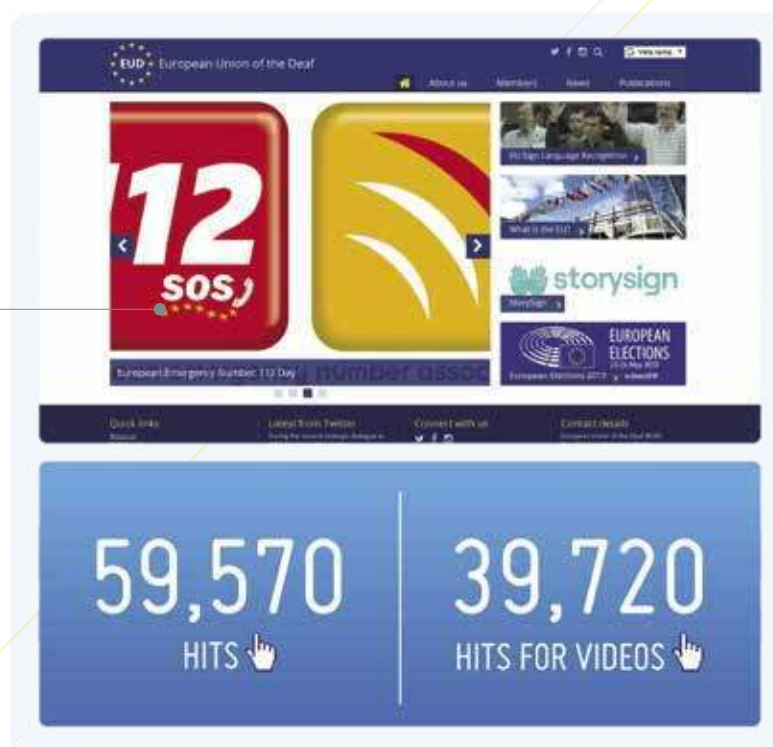 EUD European Union of the Deaf
About us Members News Publications
112
SOS
EU Sign Language Recognition
What is the EU?
storysign
StorySign
EUROPEAN
ELECTIONS
European Elections 2019
European Emergency Number 112 Day
number assoc
Quick links Latest from Twitter Connect with us Contact details
59,570
HITS
39,720
HITS FOR VIDEOS